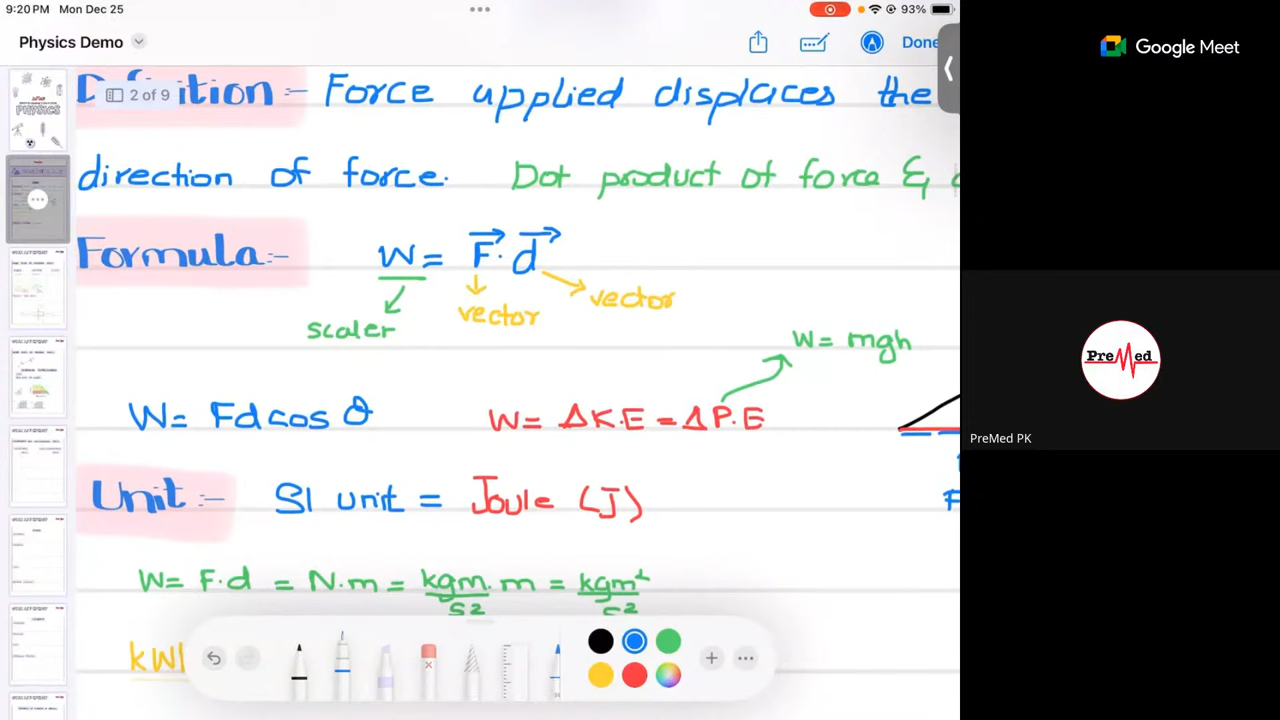 9:20 PM Mon Dec 25
93%
Physics Demo
Done
Google Meet
2 of 9
Definition:- Force applied displaces the
direction of force. Dot product of force &
Formula:- W = F⃗ · d⃗
vector
vector
scaler
W = mgh
W = Fd cos θ
W = ΔK.E = ΔP.E
Unit:- SI unit = Joule (J)
W = F.d = N.m = kgm/s2 . m = kgm²/s2
PHYSICS
PreMed
PreMed PK